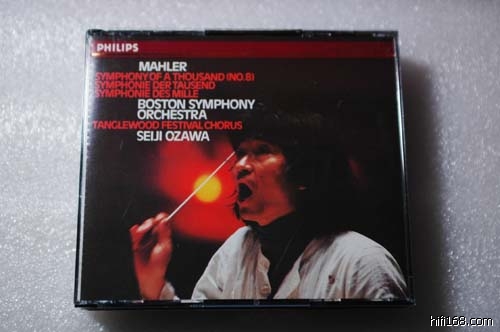 PHILIPS
MAHLER
SYMPHONY OF A THOUSAND (NO.8)
SYMPHONIE DER TAUSEND
SYMPHONIE DES MILLE
BOSTON SYMPHONY
ORCHESTRA
TANGLEWOOD FESTIVAL CHORUS
SEIJI OZAWA
hifi168.com